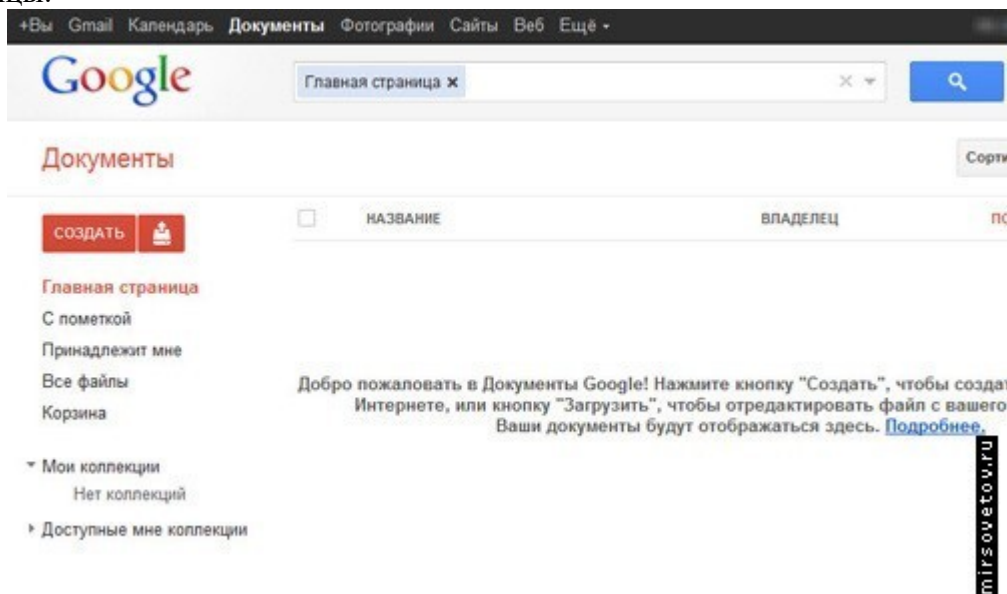 +Вы Gmail Календарь Документы Фотографии Сайты Веб Ещё
Google
Главная страница
Документы
СОЗДАТЬ
НАЗВАНИЕ ВЛАДЕЛЕЦ
Главная страница
С пометкой
Принадлежит мне
Все файлы
Корзина
Добро пожаловать в Документы Google! Нажмите кнопку "Создать", чтобы
Интернете, или кнопку "Загрузить", чтобы отредактировать файл с вашего
Ваши документы будут отображаться здесь. Подробнее.
Мои коллекции
Нет коллекций
Доступные мне коллекции
mirsovetov.ru